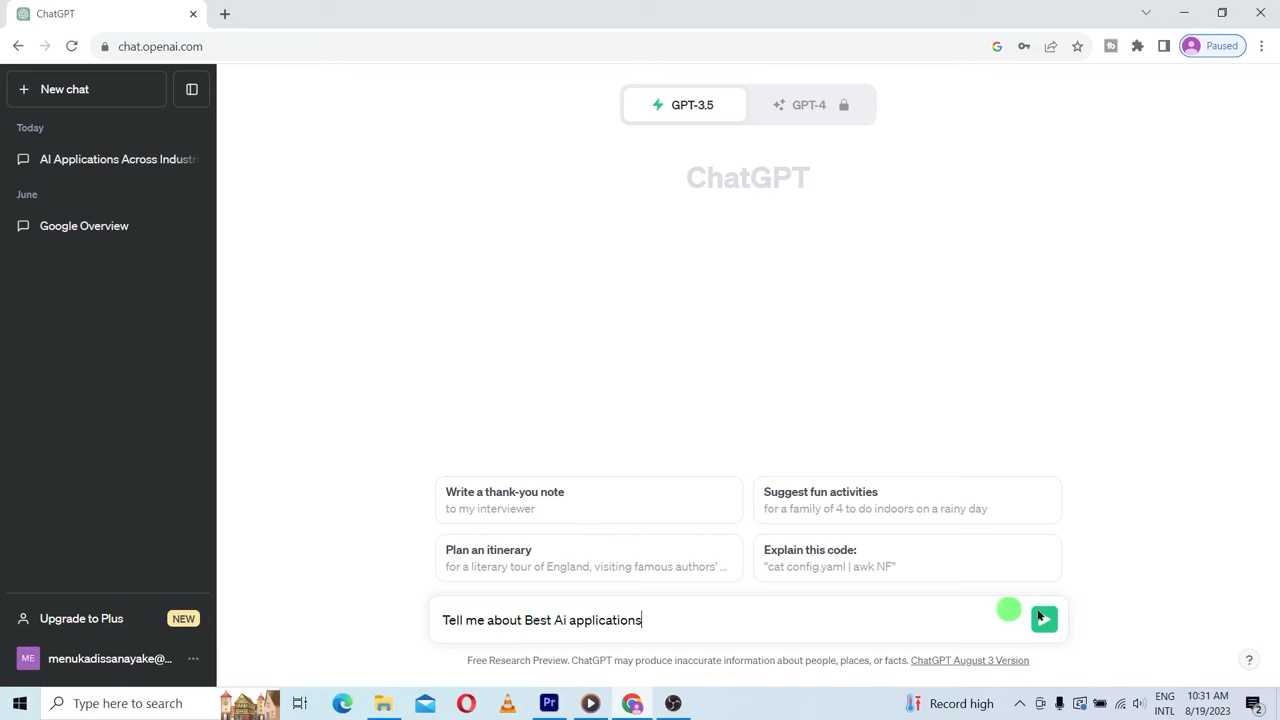 ChatGPT
chat.openai.com
Paused
New chat
Today
AI Applications Across Industri
June
Google Overview
GPT-3.5
GPT-4
ChatGPT
Write a thank-you note
to my interviewer
Suggest fun activities
for a family of 4 to do indoors on a rainy day
Plan an itinerary
for a literary tour of England, visiting famous authors' ...
Explain this code:
"cat config.yaml | awk NF"
Tell me about Best Ai applications
Free Research Preview. ChatGPT may produce inaccurate information about people, places, or facts. ChatGPT August 3 Version
?
Upgrade to Plus
NEW
ME
menukadissanayake@...
Type here to search
Pr
Record high
ENG
INTL
10:31 AM
8/19/2023
2